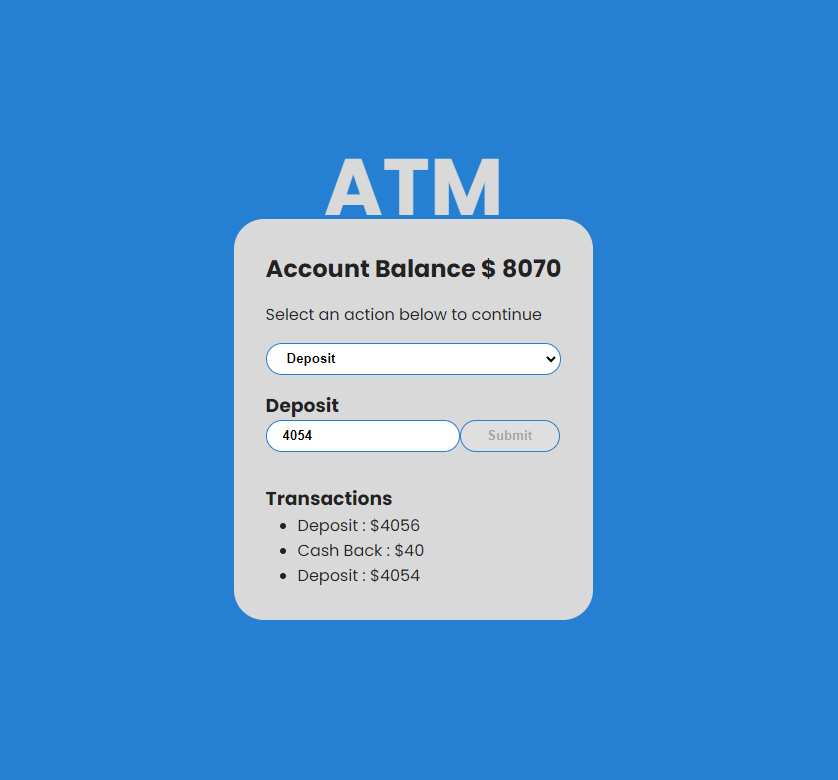 ATM
Account Balance $ 8070
Select an action below to continue
Deposit
Deposit
4054 Submit
Transactions
Deposit : $4056
Cash Back : $40
Deposit : $4054